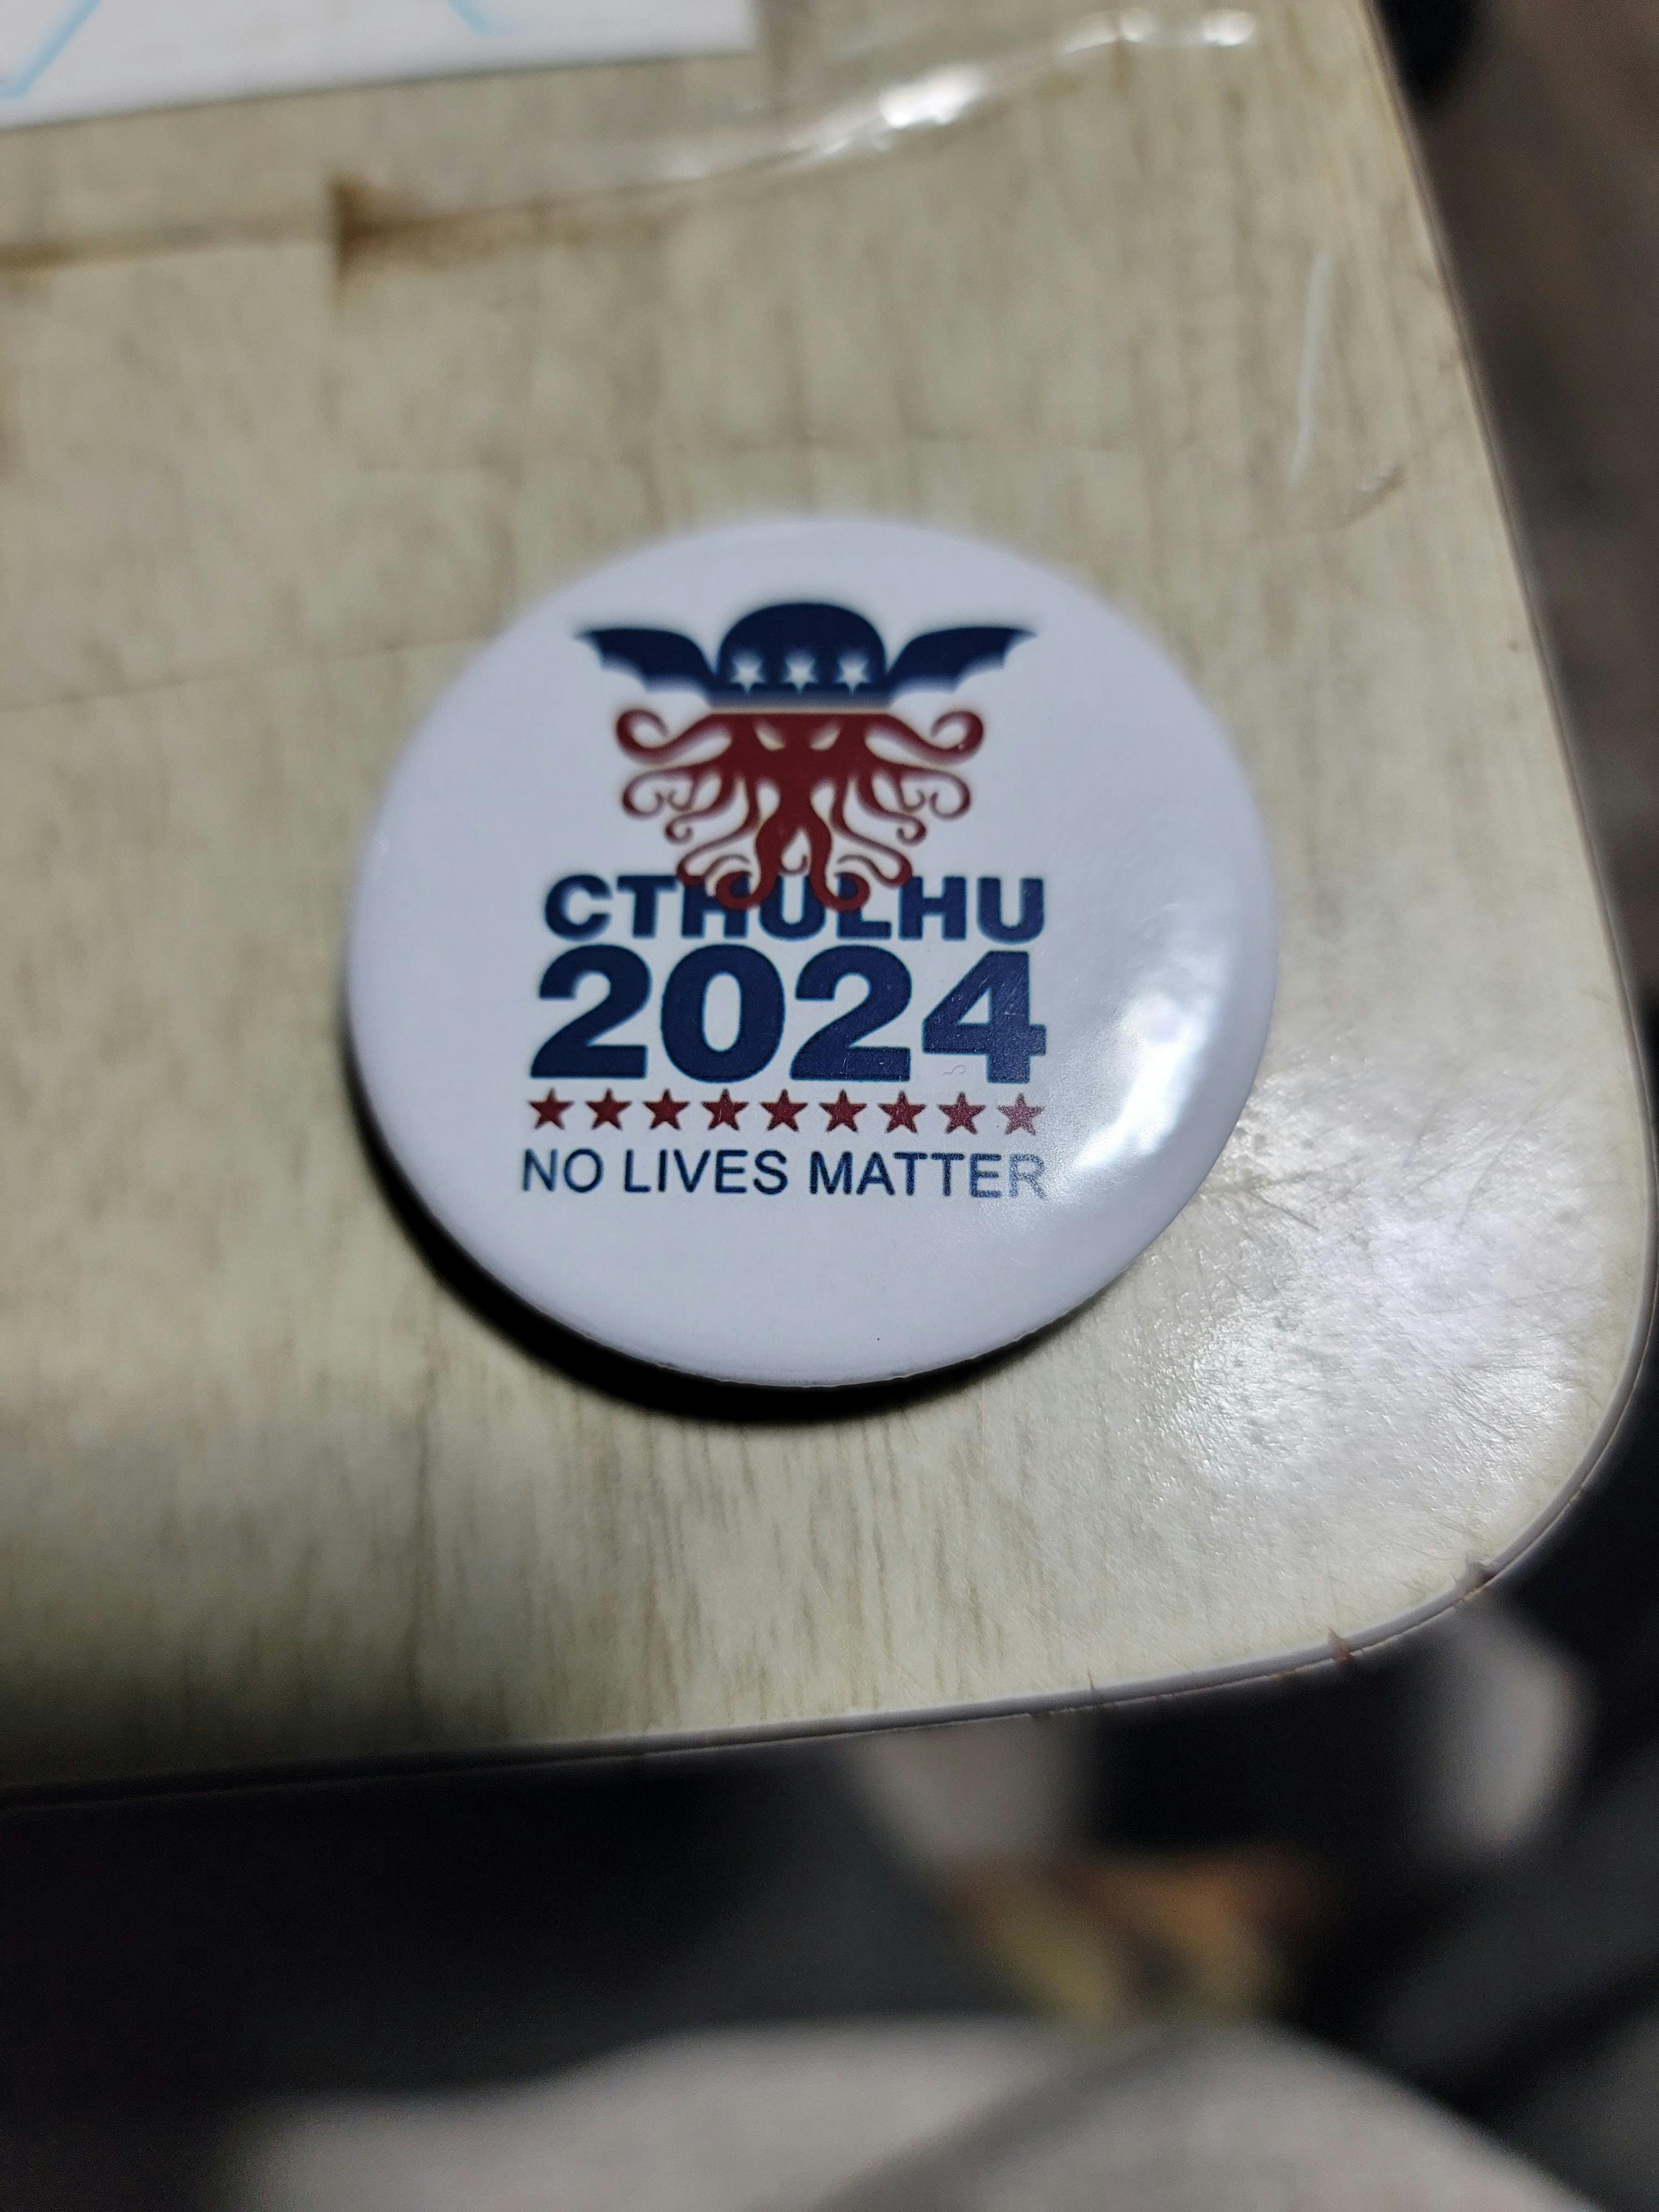 CTHULHU
2024
NO LIVES MATTER